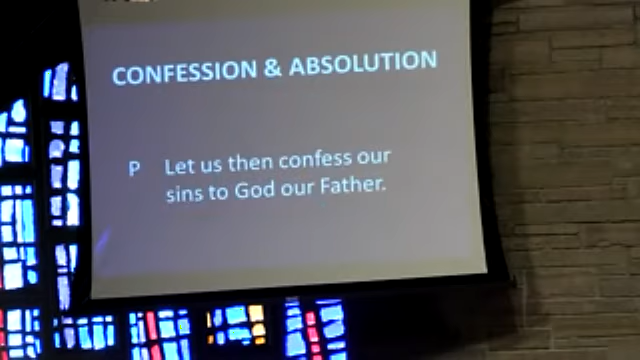 CONFESSION & ABSOLUTION
P Let us then confess our
sins to God our Father.